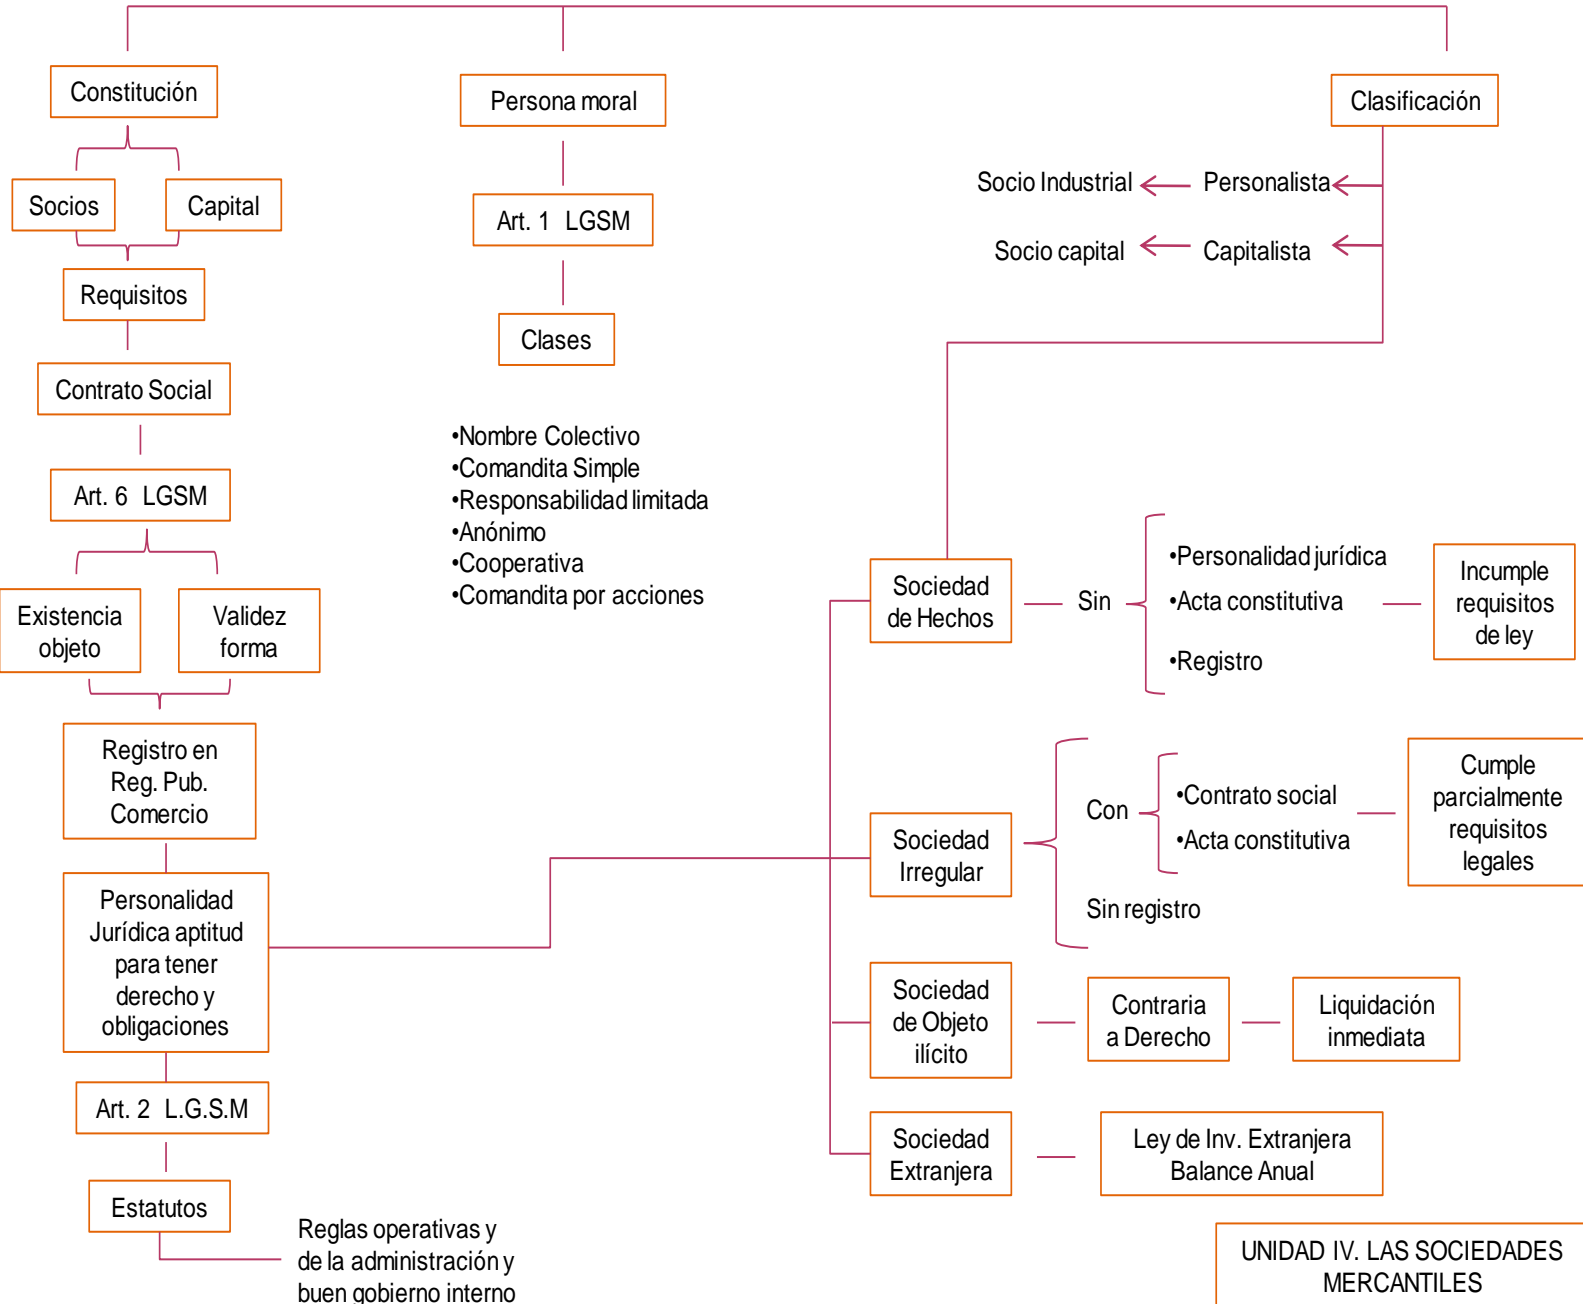 Constitución
Socios
Capital
Requisitos
Contrato Social
Art. 6 LGSM
Existencia
objeto
Validez
forma
Registro en
Reg. Pub.
Comercio
Personalidad
Jurídica aptitud
para tener
derecho y
obligaciones
Art. 2 L.G.S.M
Estatutos
Reglas operativas y
de la administración y
buen gobierno interno
Persona moral
Art. 1 LGSM
Clases
•Nombre Colectivo
•Comandita Simple
•Responsabilidad limitada
•Anónimo
•Cooperativa
•Comandita por acciones
Clasificación
Socio Industrial
Personalista
Socio capital
Capitalista
Sociedad
de Hechos
Sin
•Personalidad jurídica
•Acta constitutiva
•Registro
Incumple
requisitos
de ley
Sociedad
Irregular
Con
•Contrato social
•Acta constitutiva
Sin registro
Cumple
parcialmente
requisitos
legales
Sociedad
de Objeto
ilícito
Contraria
a Derecho
Liquidación
inmediata
Sociedad
Extranjera
Ley de Inv. Extranjera
Balance Anual
UNIDAD IV. LAS SOCIEDADES
MERCANTILES